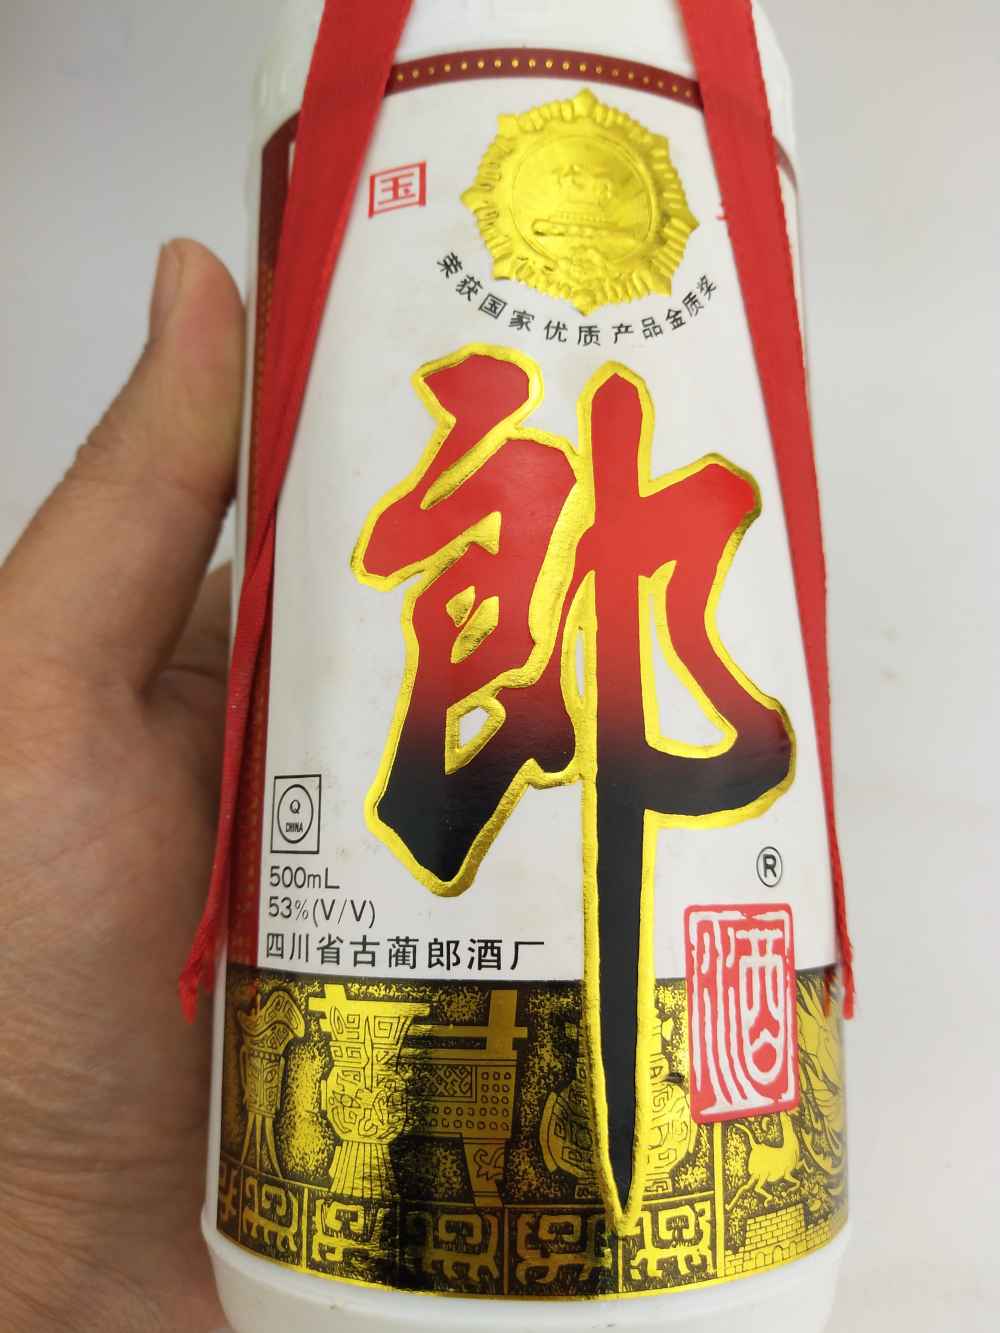 国
荣获国家优质产品金质奖
郎
Q
CHINA
500mL
53%(V/V)
四川省古蔺郎酒厂
®
酒